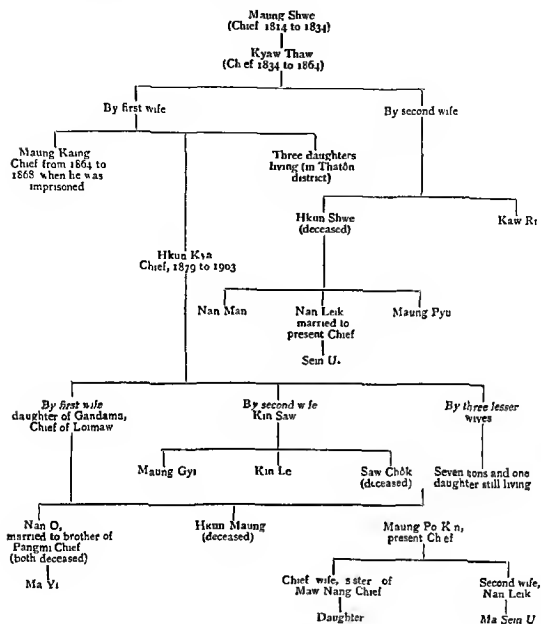 Maung Shwe
(Chief 1814 to 1834)
Kyaw Thaw
(Chief 1834 to 1864)
By first wife
By second wife
Maung Kaing
Chief from 1864 to
1868 when he was
imprisoned
Three daughters
living (in Thatôn
district)
Hkun Shwe
(deceased)
Kaw Ri
Hkun Kya
Chief, 1879 to 1903
Nan Man
Nan Leik
married to
present Chief
Maung Pyu
Sein U.
By first wife
daughter of Gandama,
Chief of Loimaw
By second wife
Kin Saw
By three lesser
wives
Maung Gyi
Kin Le
Saw Chôk
(deceased)
Seven sons and one
daughter still living
Nan O,
married to brother of
Pangmi Chief
(both deceased)
Hkun Maung
(deceased)
Maung Po Kin,
present Chief
Ma Yi
Chief wife, sister of
Maw Nang Chief
Second wife,
Nan Leik
Daughter
Ma Sein U